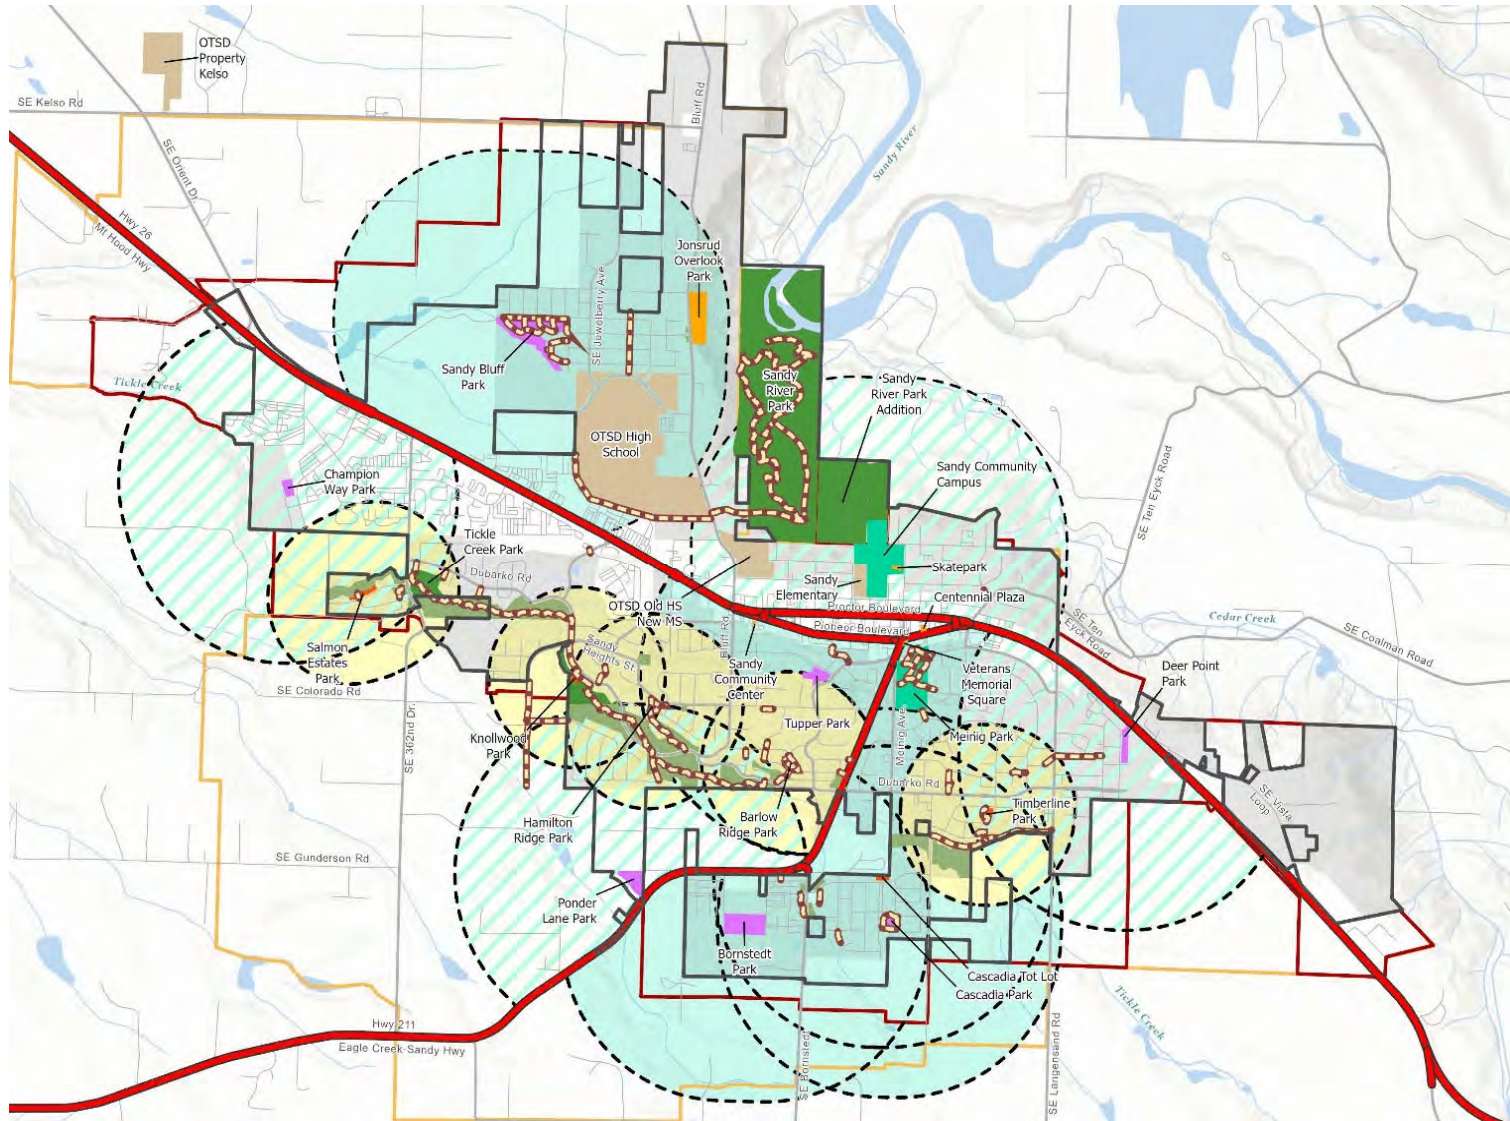 OTSD
Property
Kelso
SE Kelso Rd
SE Orient Dr.
Bluff Rd
Sandy River
Hwy 26
Mt Hood Hwy
Jonsrud
Overlook
Park
SE Jewelberry Ave
Sandy Bluff
Park
Tickle Creek
Sandy
River
Park
Sandy
River Park
Addition
OTSD High
School
Sandy Community
Campus
SE Ten Eyck Road
Champion
Way Park
Tickle
Creek Park
Dubarko Rd
Skatepark
Sandy
Elementary
Centennial Plaza
OTSD Old HS
New MS
Proctor Boulevard
Pioneer Boulevard
SE Ten
Eyck Road
Cedar Creek
SE Coalman Road
Sandy
Heights St.
Bluff Rd
Salmon
Estates
Park
SE Colorado Rd
Sandy
Community
Center
Veterans
Memorial
Square
Deer Point
Park
SE 362nd Dr.
Knollwood
Park
Tupper Park
Meinig Ave
Meinig Park
Dubarko Rd
SE Vista
Loop
Hamilton
Ridge Park
Barlow
Ridge Park
Timberline
Park
SE Gunderson Rd
Ponder
Lane Park
Bornstedt
Park
Cascadia Tot Lot
Cascadia Park
Tickle
Creek
Hwy 211
Eagle Creek-Sandy Hwy
SE Bornstedt
SE Langensand Rd